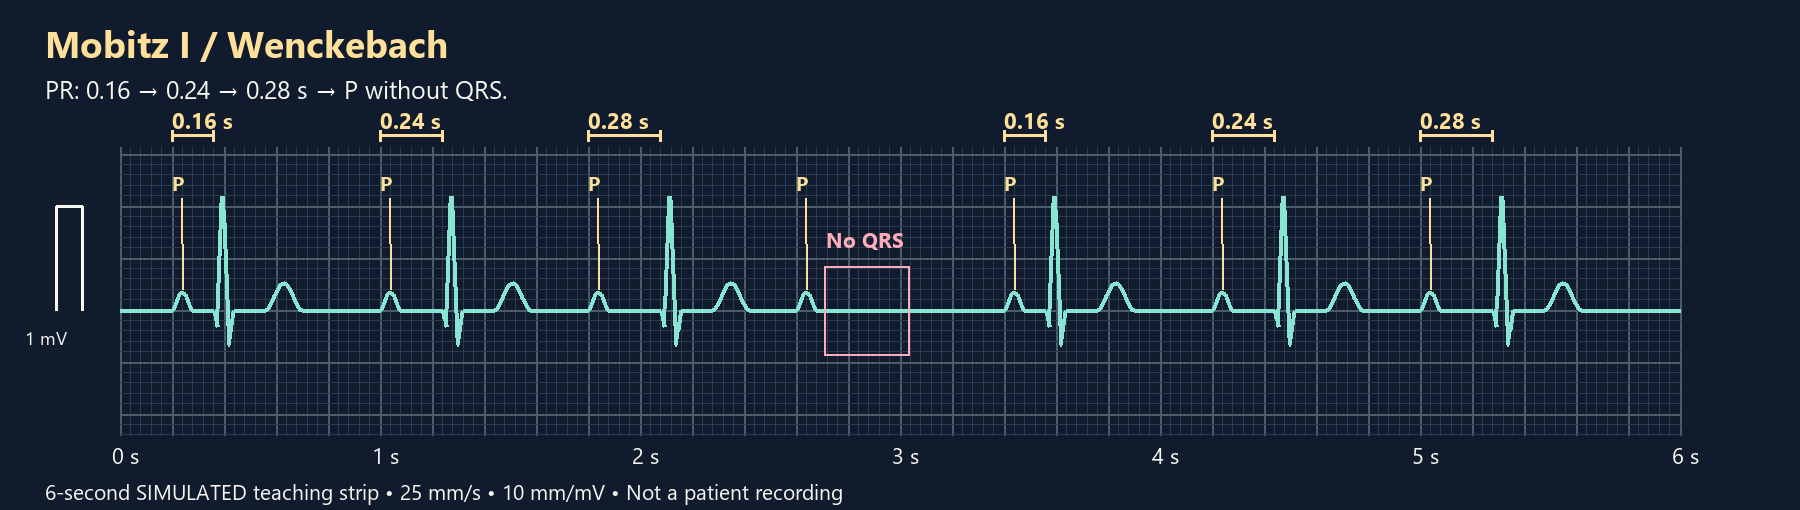 Mobitz I / Wenckebach
PR: 0.16 → 0.24 → 0.28 s → P without QRS.
0.16 s 0.24 s 0.28 s 0.16 s 0.24 s 0.28 s
P P P P P P P
No QRS
1 mV
0 s 1 s 2 s 3 s 4 s 5 s 6 s
6-second SIMULATED teaching strip • 25 mm/s • 10 mm/mV • Not a patient recording